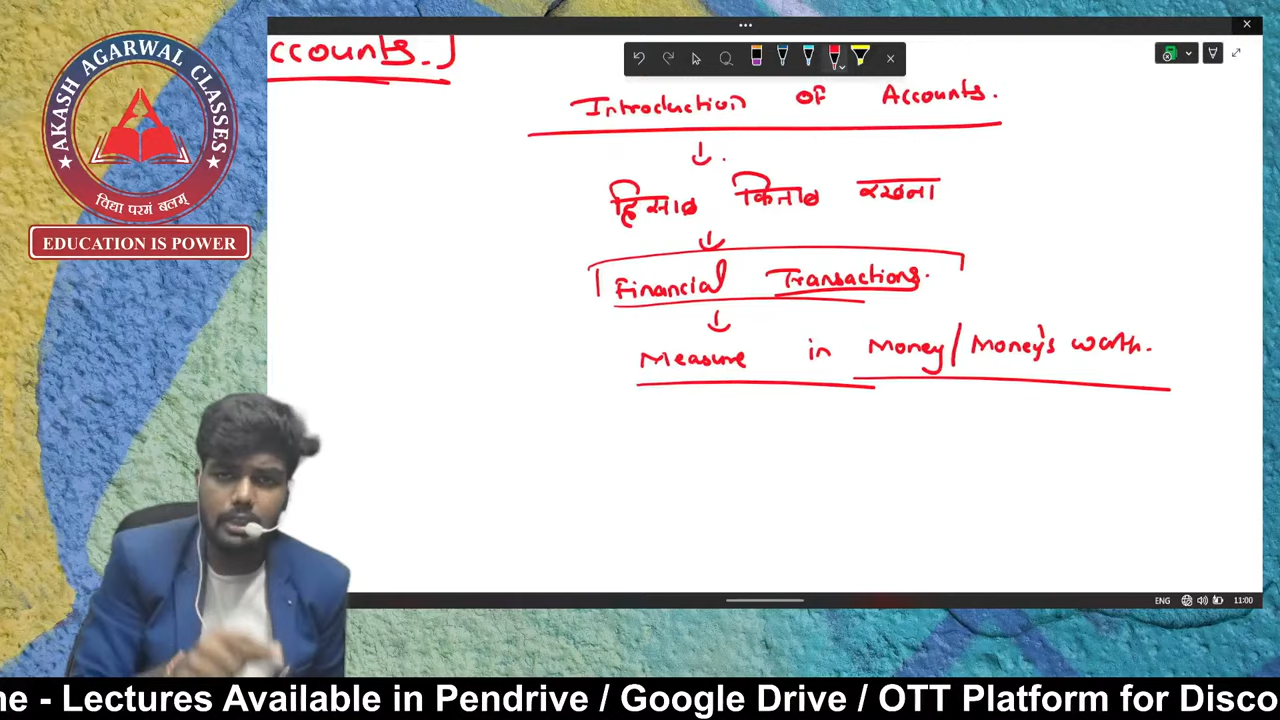 AKASH AGARWAL CLASSES
विद्या परमं बलम्
EDUCATION IS POWER
ccounts.]
Introduction of Accounts.
हिसाब किताब रखना
Financial Transactions.
Measure in Money/Money's worth.
ENG 11:00
ne - Lectures Available in Pendrive / Google Drive / OTT Platform for Disco